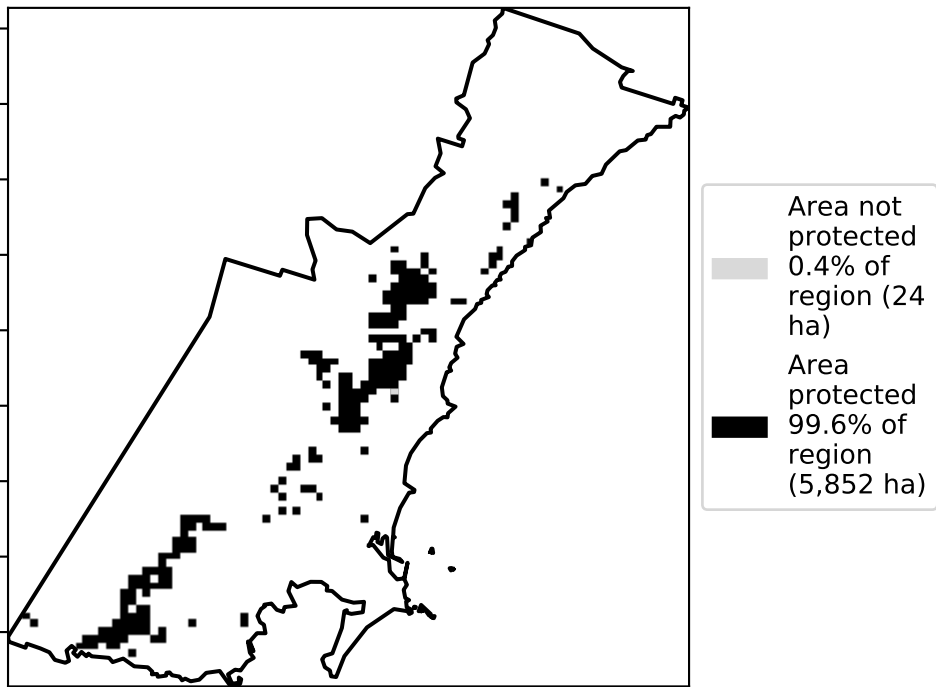 Area not
protected
0.4% of
region (24
ha)
Area
protected
99.6% of
region
(5,852 ha)